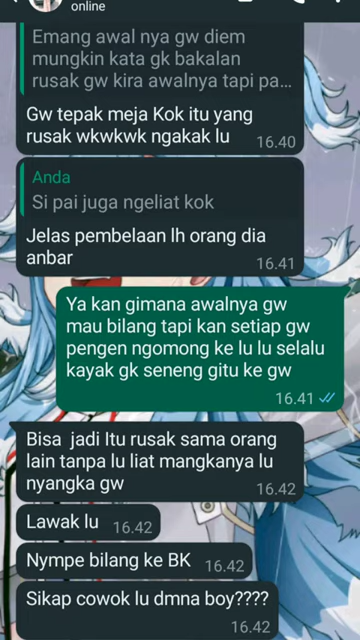 online
Emang awal nya gw diem
mungkin kata gk bakalan
rusak gw kira awalnya tapi pa...
Gw tepak meja Kok itu yang
rusak wkwkwk ngakak lu
16.40
Anda
Si pai juga ngeliat kok
Jelas pembelaan lh orang dia
anbar
16.41
Ya kan gimana awalnya gw
mau bilang tapi kan setiap gw
pengen ngomong ke lu lu selalu
kayak gk seneng gitu ke gw
16.41
Bisa jadi Itu rusak sama orang
lain tanpa lu liat mangkanya lu
nyangka gw
16.42
Lawak lu 16.42
Nympe bilang ke BK 16.42
Sikap cowok lu dmna boy????
16.42